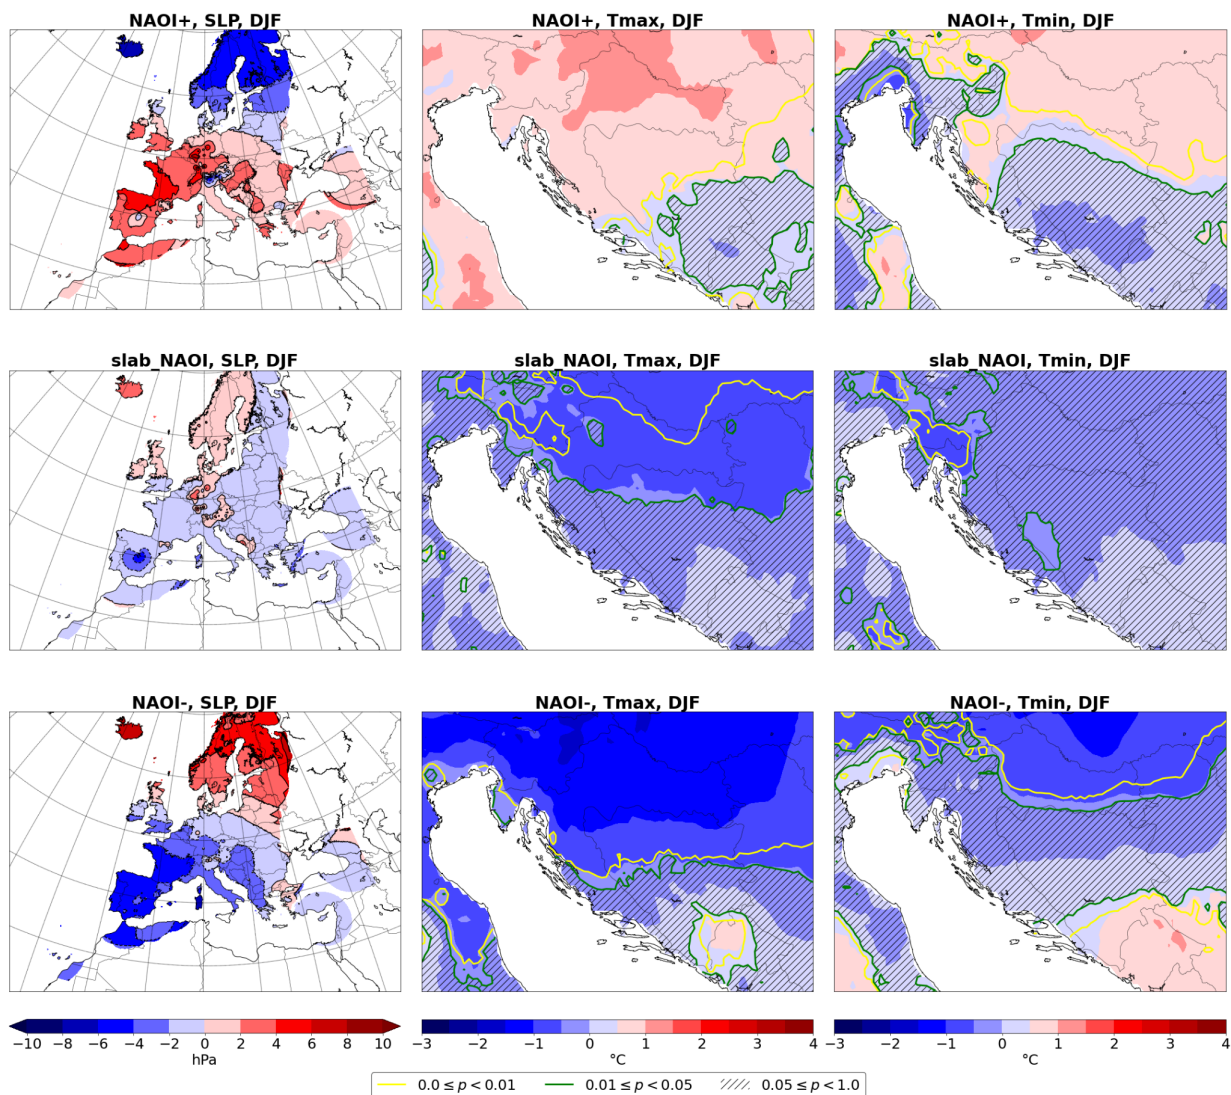 NAOI+, SLP, DJF
NAOI+, Tmax, DJF
NAOI+, Tmin, DJF
slab_NAOI, SLP, DJF
slab_NAOI, Tmax, DJF
slab_NAOI, Tmin, DJF
NAOI-, SLP, DJF
NAOI-, Tmax, DJF
NAOI-, Tmin, DJF
−10 −8 −6 −4 −2 0 2 4 6 8 10
hPa
−3 −2 −1 0 1 2 3 4
°C
−3 −2 −1 0 1 2 3 4
°C
0.0 ≤ p < 0.01 0.01 ≤ p < 0.05 0.05 ≤ p < 1.0